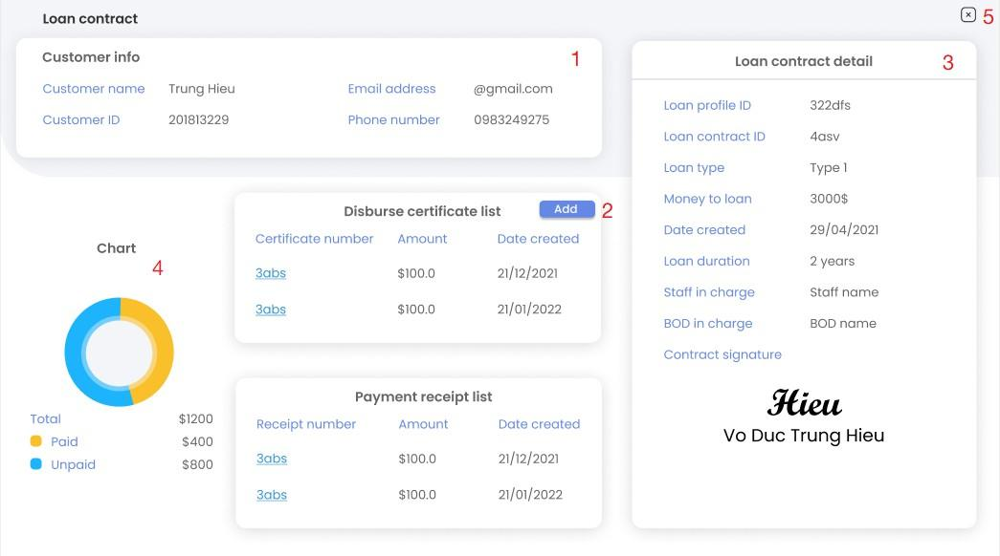 Loan contract
5
Customer info
1
Customer name Trung Hieu Email address @gmail.com
Customer ID 201813229 Phone number 0983249275
Disburse certificate list Add 2
Certificate number Amount Date created
3abs $100.0 21/12/2021
3abs $100.0 21/01/2022
Chart
4
Total $1200
Paid $400
Unpaid $800
Payment receipt list
Receipt number Amount Date created
3abs $100.0 21/12/2021
3abs $100.0 21/01/2022
Loan contract detail 3
Loan profile ID 322dfs
Loan contract ID 4asv
Loan type Type 1
Money to loan 3000$
Date created 29/04/2021
Loan duration 2 years
Staff in charge Staff name
BOD in charge BOD name
Contract signature
Hieu
Vo Duc Trung Hieu